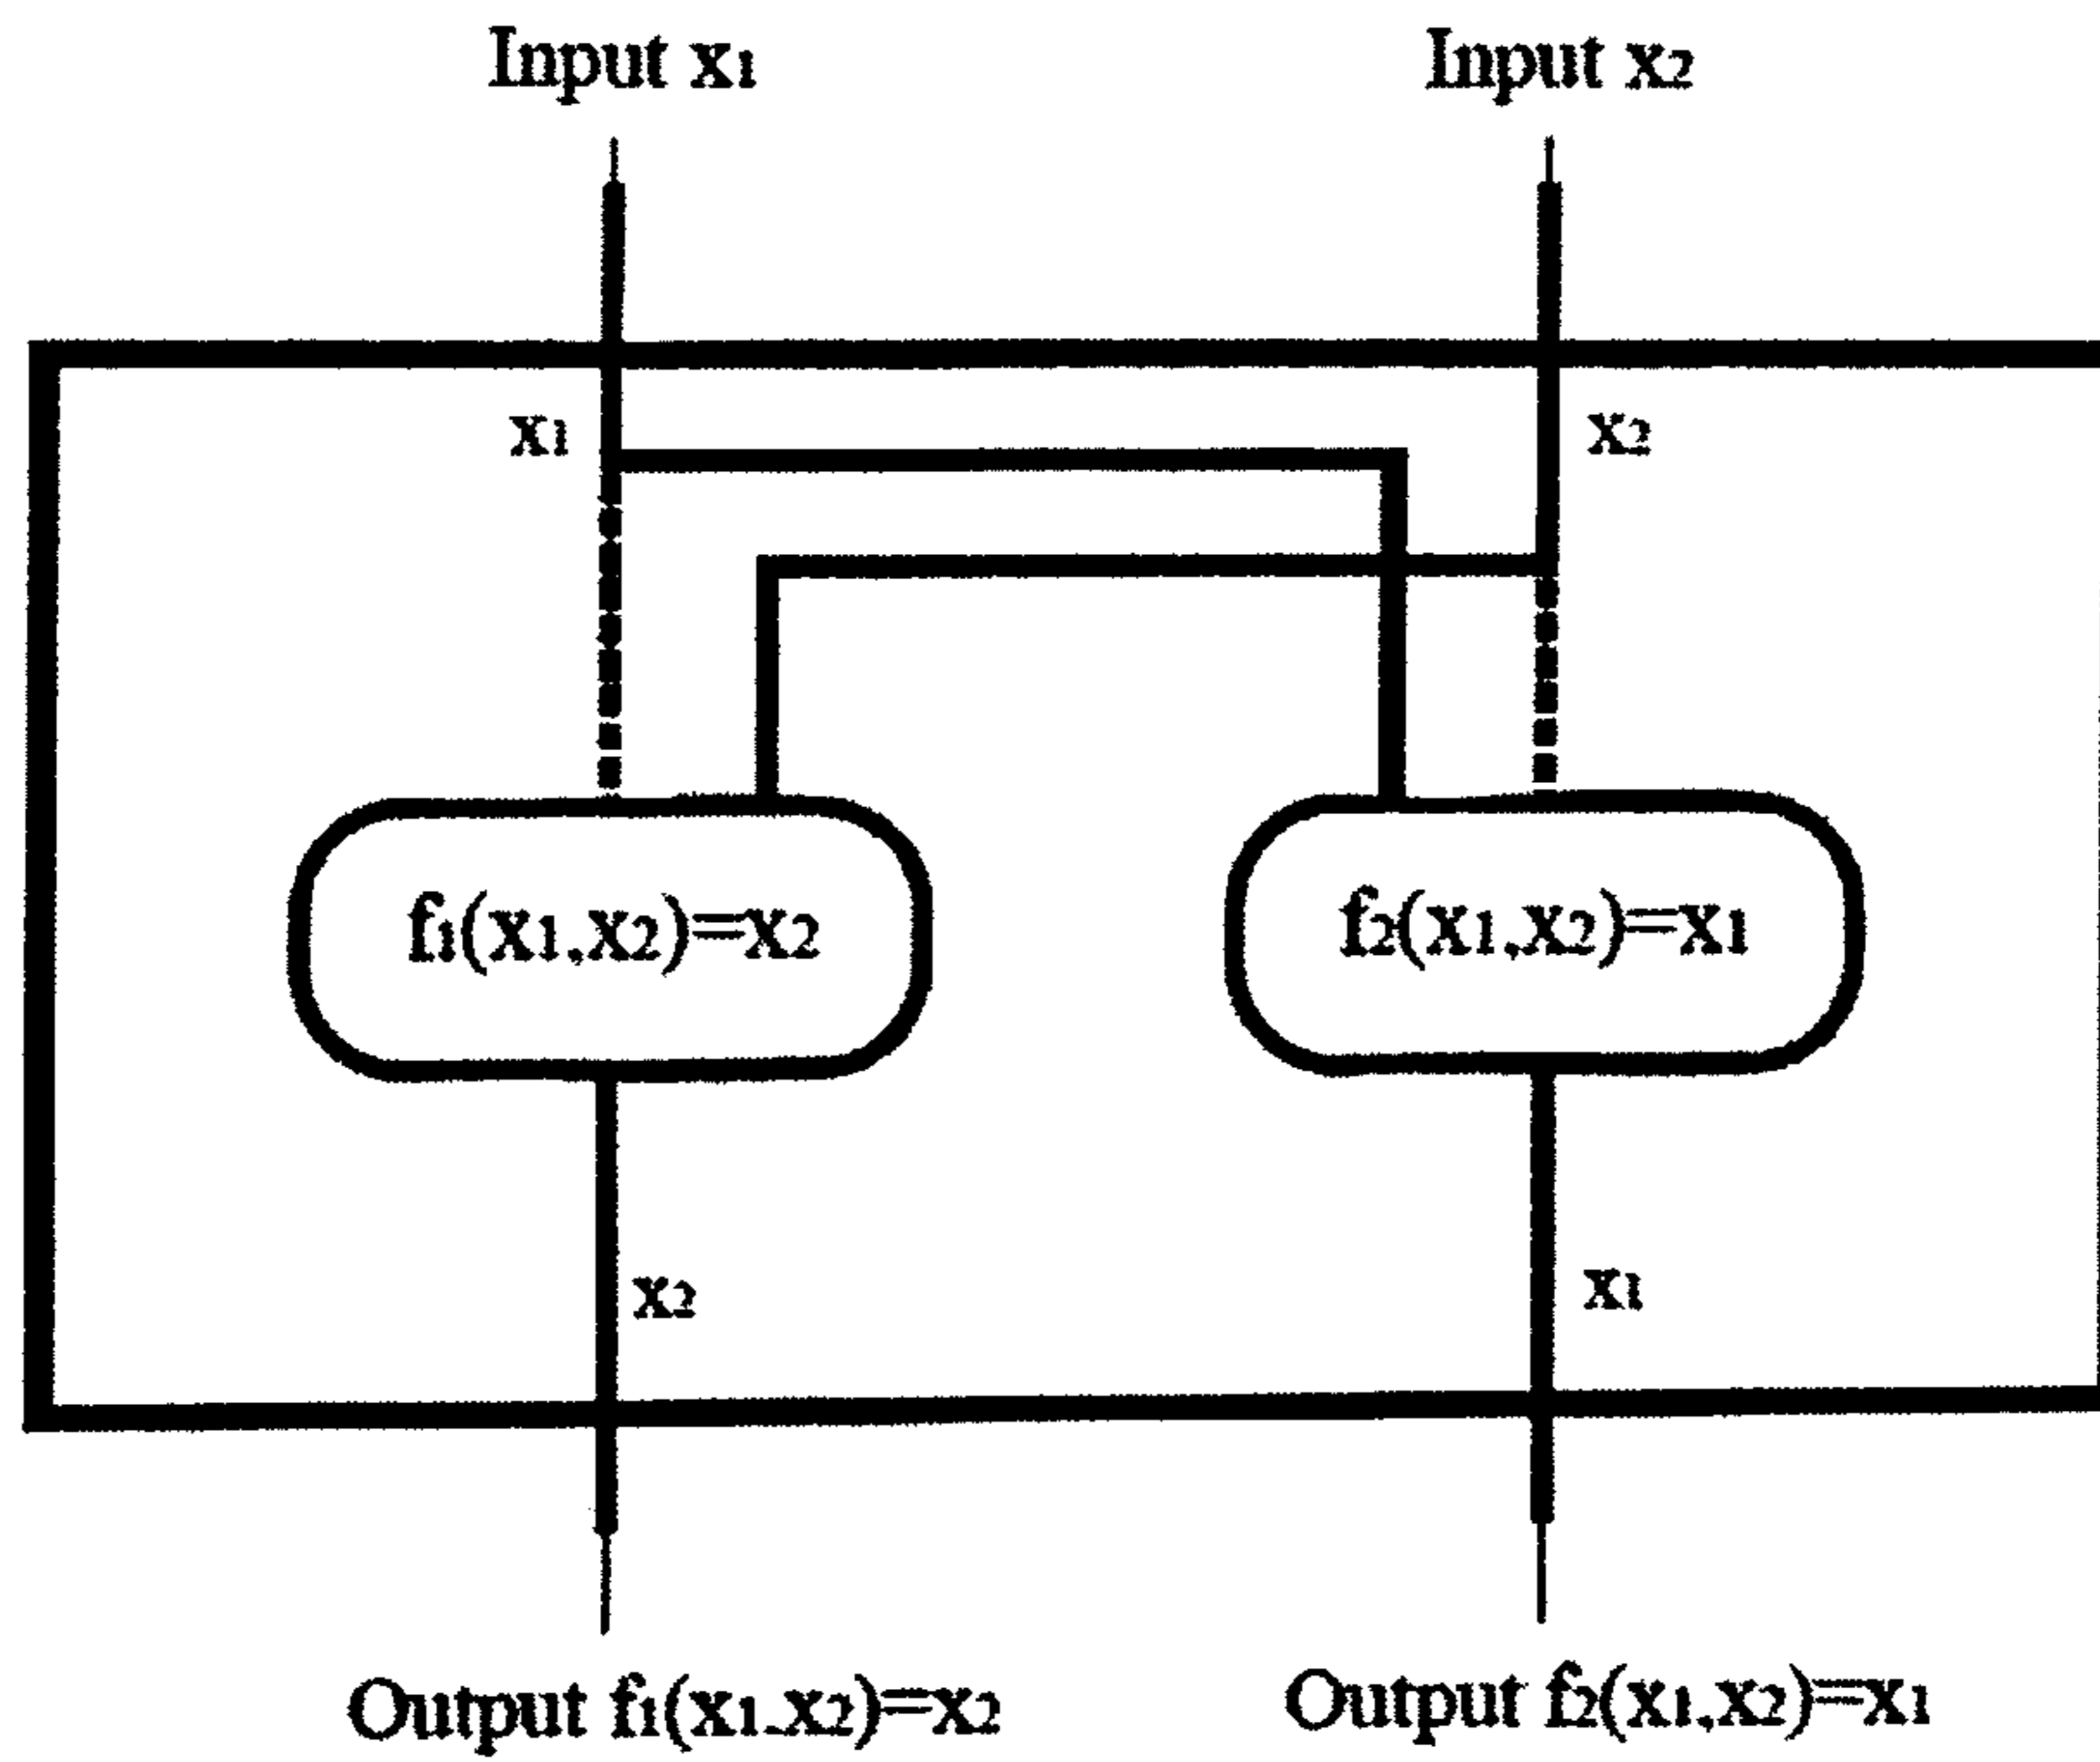 Input x1
Input x2
x1
x2
f1(x1,x2)=x2
f2(x1,x2)=x1
x2
x1
Output f1(x1.x2)=x2
Output f2(x1,x2)=x1